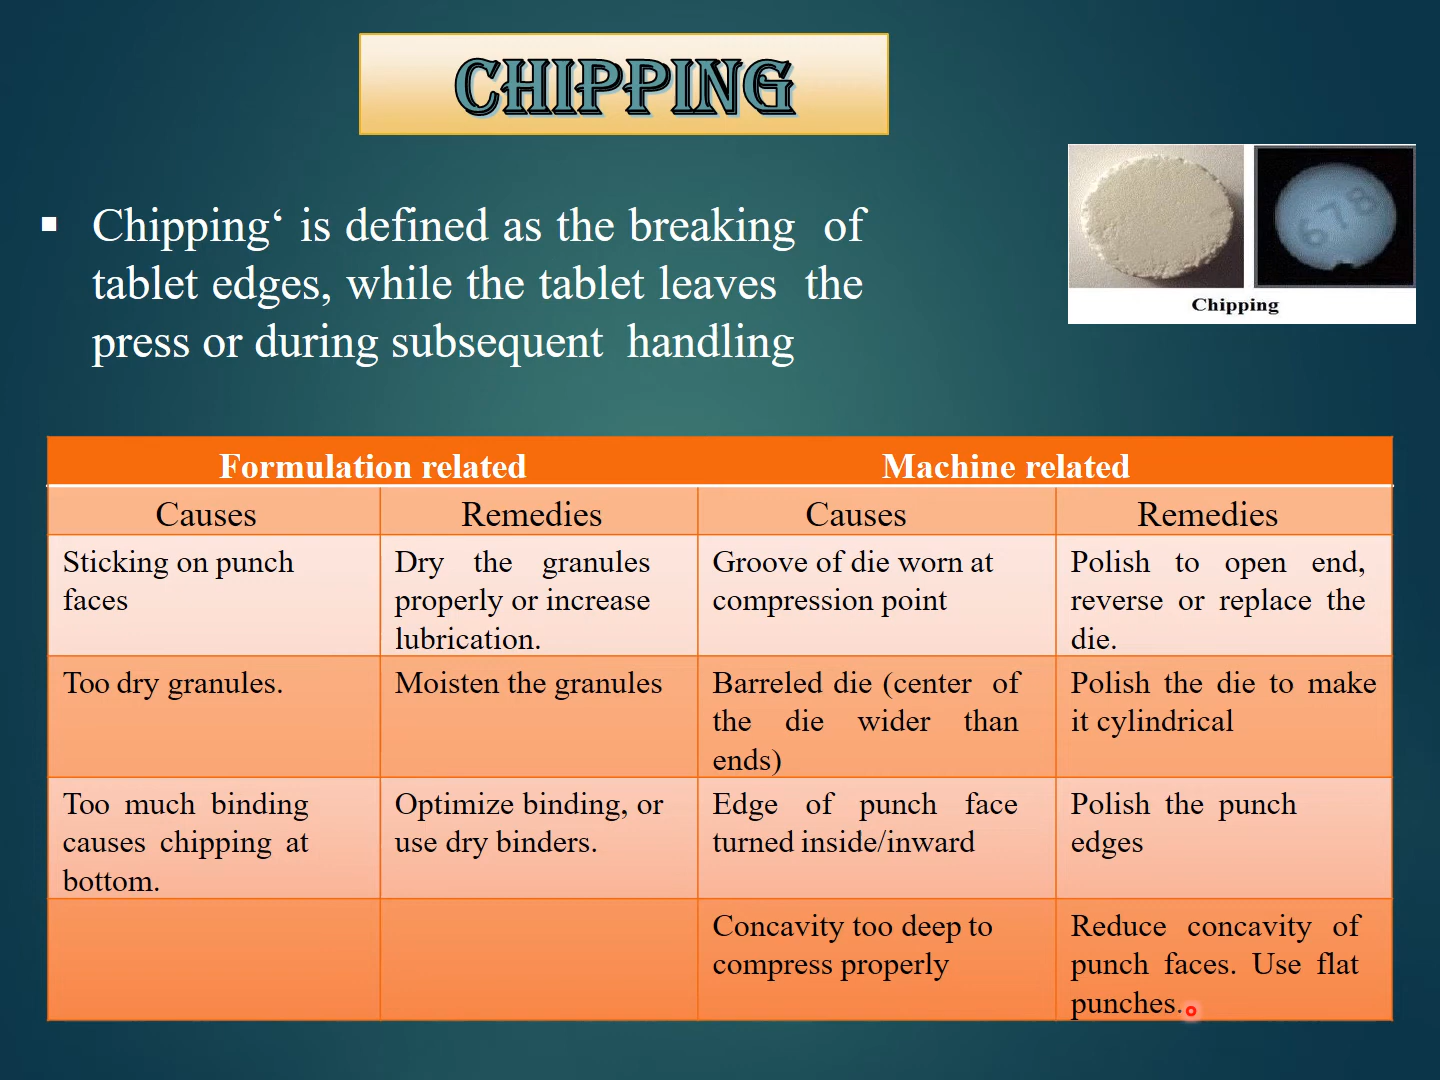 CHIPPING
▪ Chipping‘ is defined as the breaking of
tablet edges, while the tablet leaves the
press or during subsequent handling
678
Chipping
Formulation related
Machine related
Causes
Remedies
Causes
Remedies
Sticking on punch
faces
Dry the granules
properly or increase
lubrication.
Groove of die worn at
compression point
Polish to open end,
reverse or replace the
die.
Too dry granules.
Moisten the granules
Barreled die (center of
the die wider than
ends)
Polish the die to make
it cylindrical
Too much binding
causes chipping at
bottom.
Optimize binding, or
use dry binders.
Edge of punch face
turned inside/inward
Polish the punch
edges
Concavity too deep to
compress properly
Reduce concavity of
punch faces. Use flat
punches.